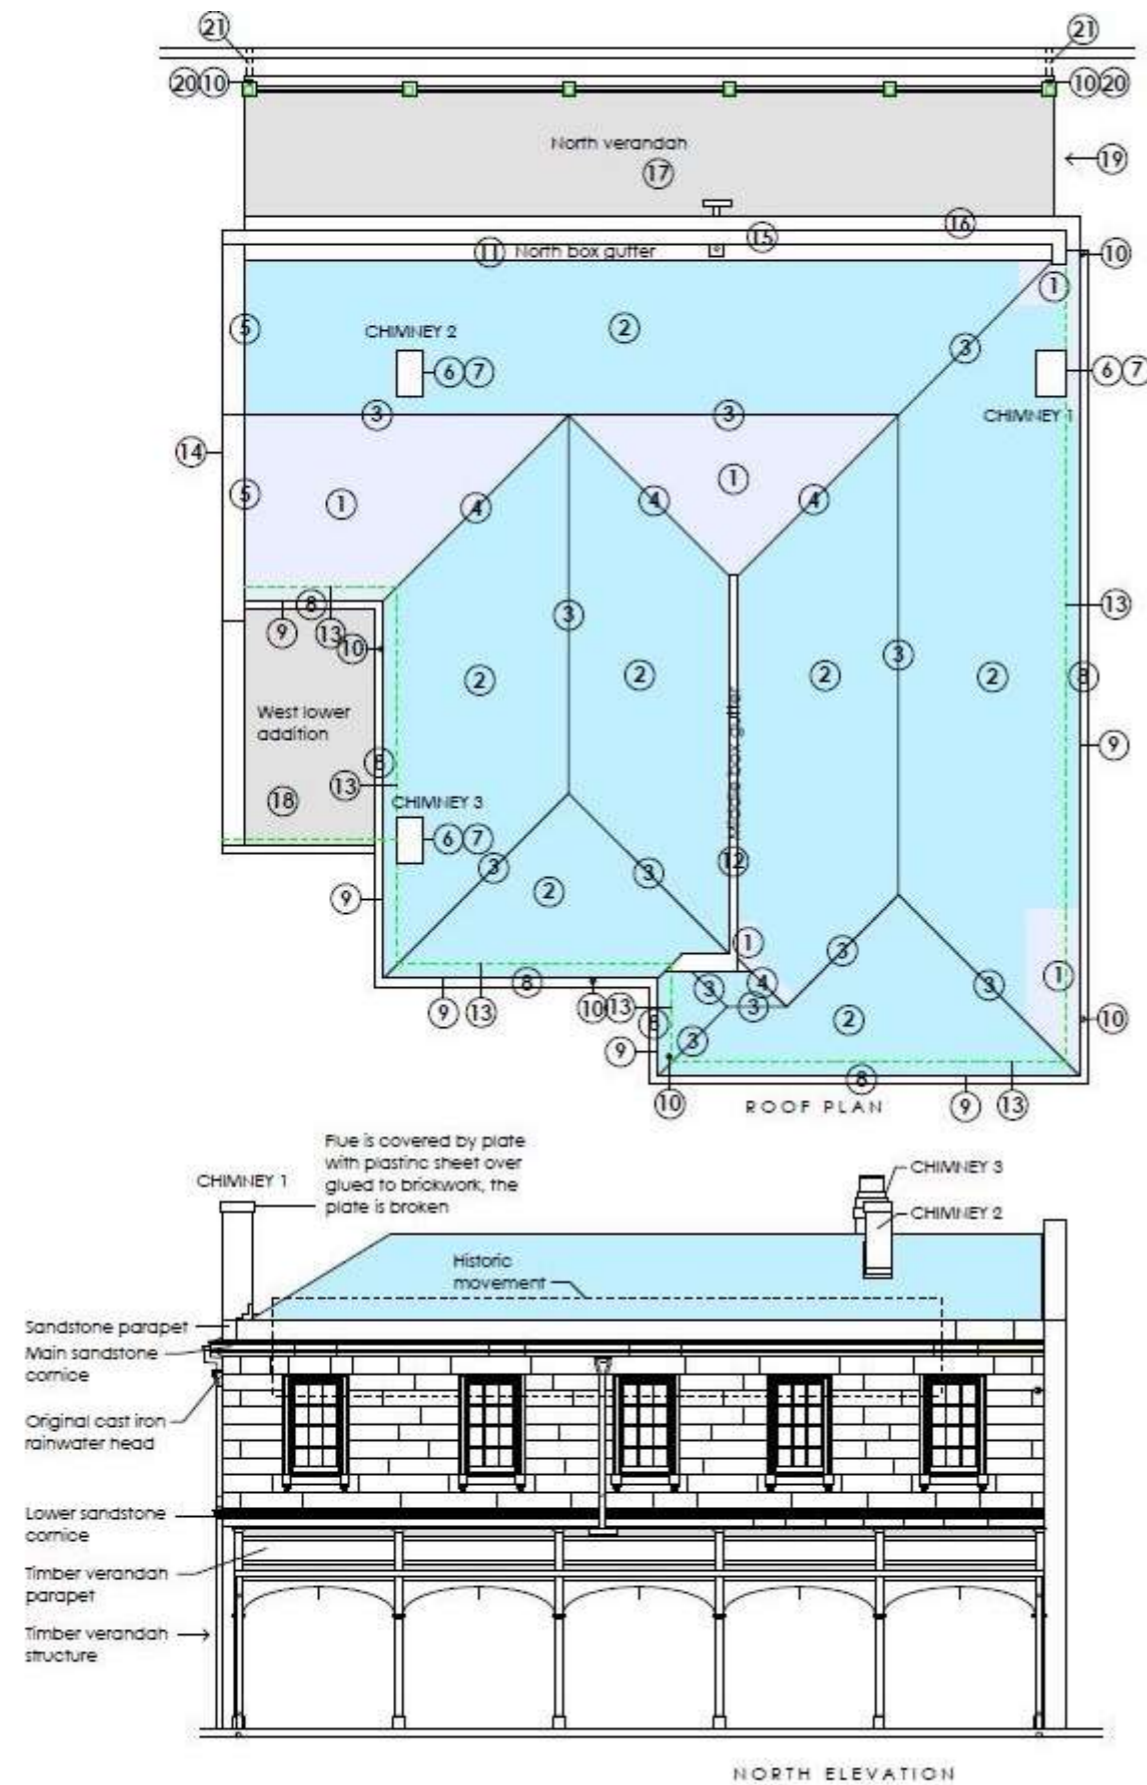 21 21
20 10 10 20
North verandah
17 19
16
15
11 North box gutter 10
1
5 CHIMNEY 2 2 3
6 7 6 7
3 3 CHIMNEY 1
14
5 1 4 4 1 4
8 13
9 13 10 3
2 2 2 3 2 8
West lower
addition
Middle box gutter
8 9
13
18 CHIMNEY 3
6 7
3 3 12
9 2
1 3
8 3 4 3 1
9 13 10 13 8 3 2 10
9 3
8
10 ROOF PLAN 9 13
Flue is covered by plate
with plastinc sheet over
glued to brickwork, the
plate is broken
CHIMNEY 1
CHIMNEY 3
CHIMNEY 2
Historic
movement
Sandstone parapet
Main sandstone
cornice
Original cast iron
rainwater head
Lower sandstone
cornice
Timber verandah
parapet
Timber verandah
structure
NORTH ELEVATION